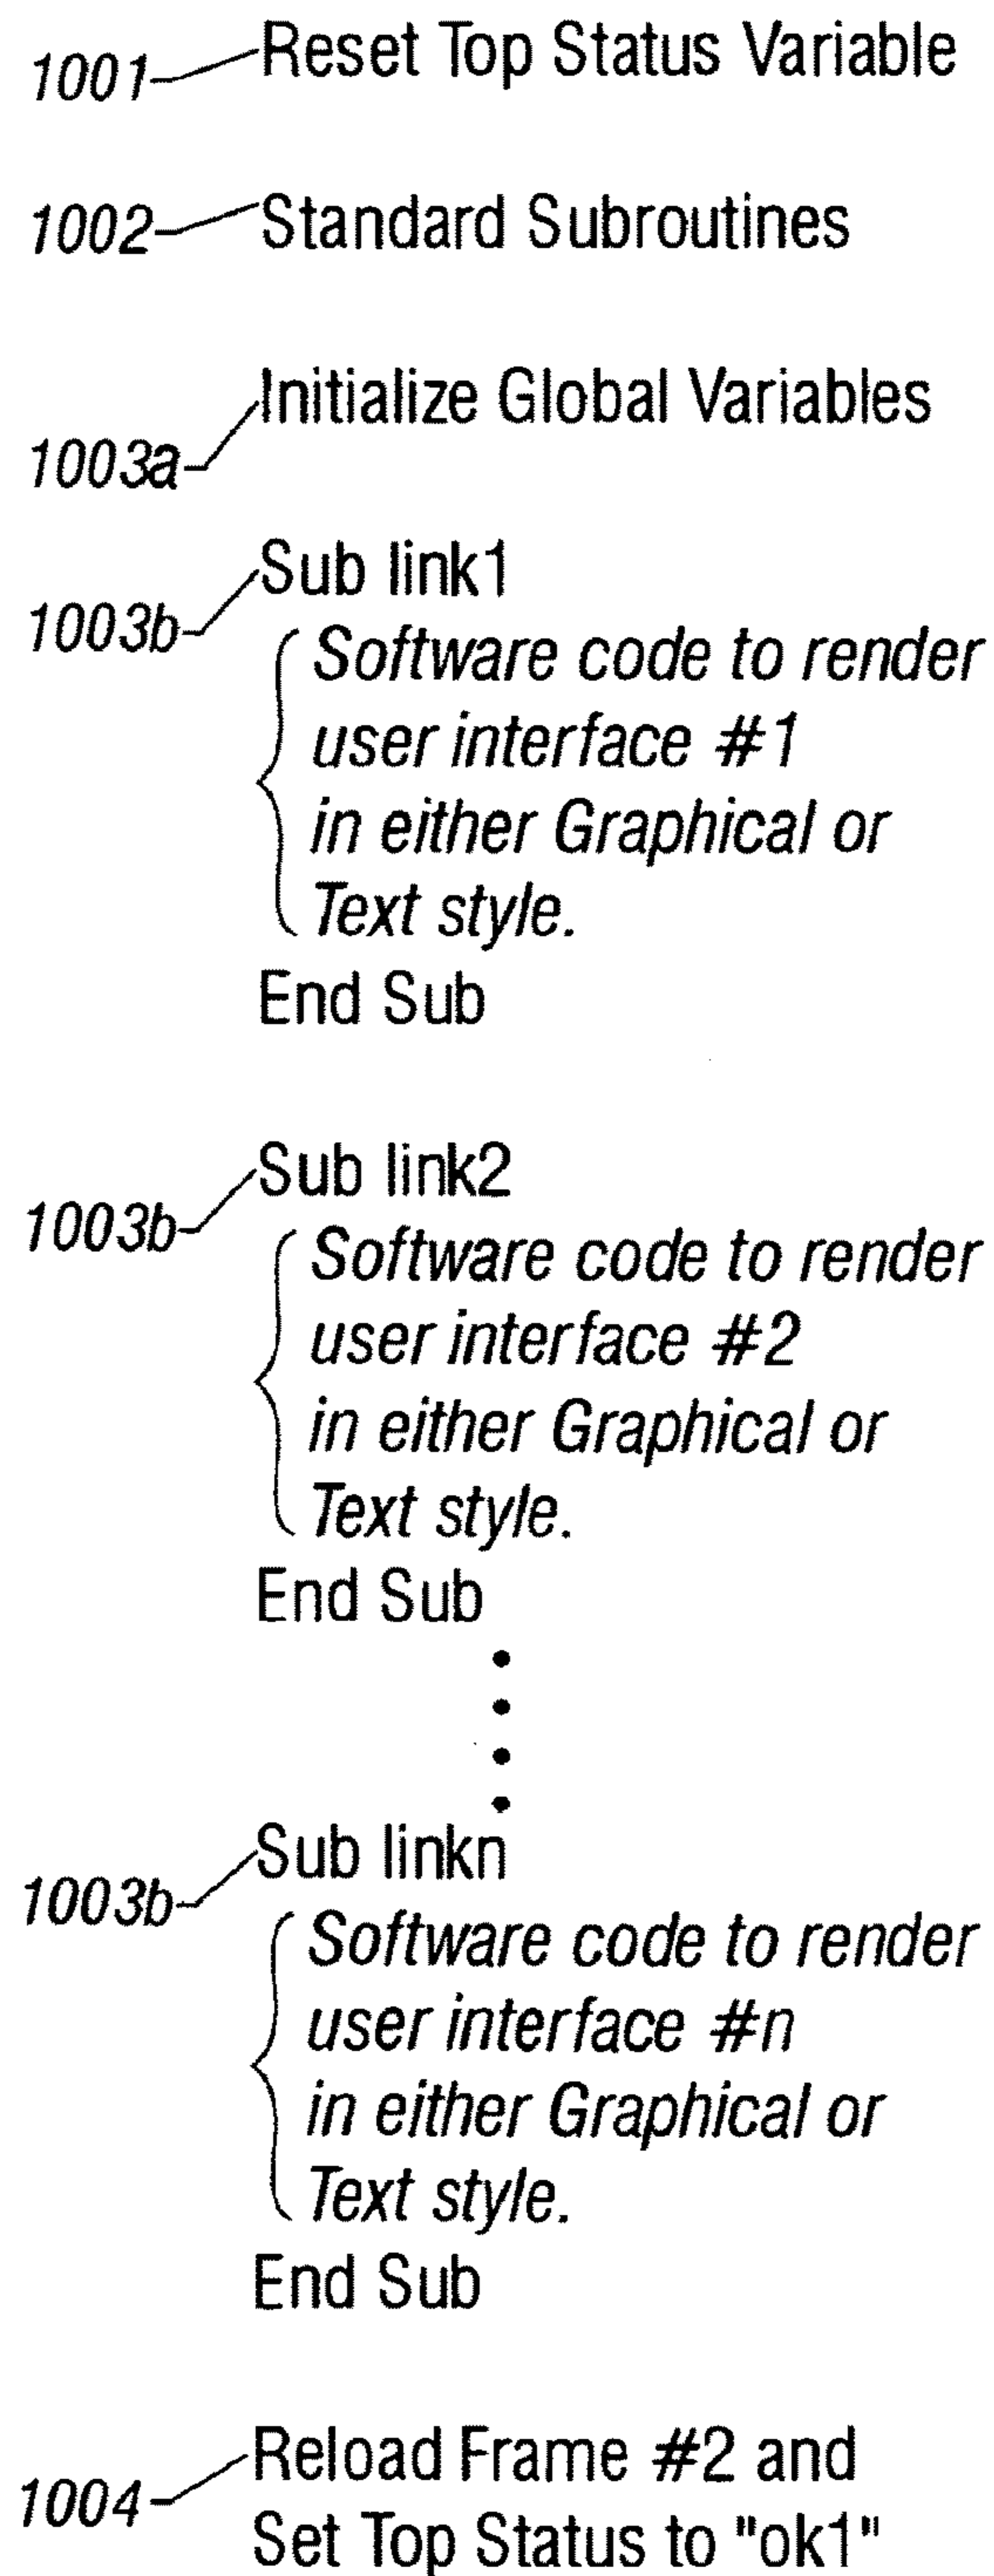 1001 Reset Top Status Variable
1002 Standard Subroutines
Initialize Global Variables
1003a
Sub link1
1003b
Software code to render
user interface #1
in either Graphical or
Text style.
End Sub
Sub link2
1003b
Software code to render
user interface #2
in either Graphical or
Text style.
End Sub
Sub linkn
1003b
Software code to render
user interface #n
in either Graphical or
Text style.
End Sub
Reload Frame #2 and
1004
Set Top Status to "ok1"